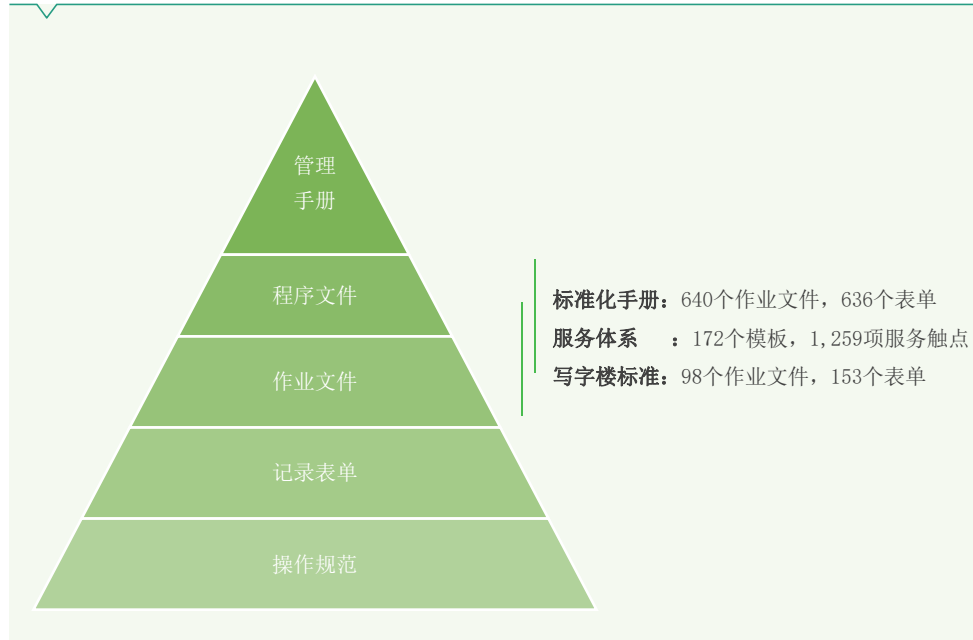 管理
手册
程序文件
作业文件
记录表单
操作规范
标准化手册：640个作业文件，636个表单
服务体系　：172个模板，1,259项服务触点
写字楼标准：98个作业文件，153个表单